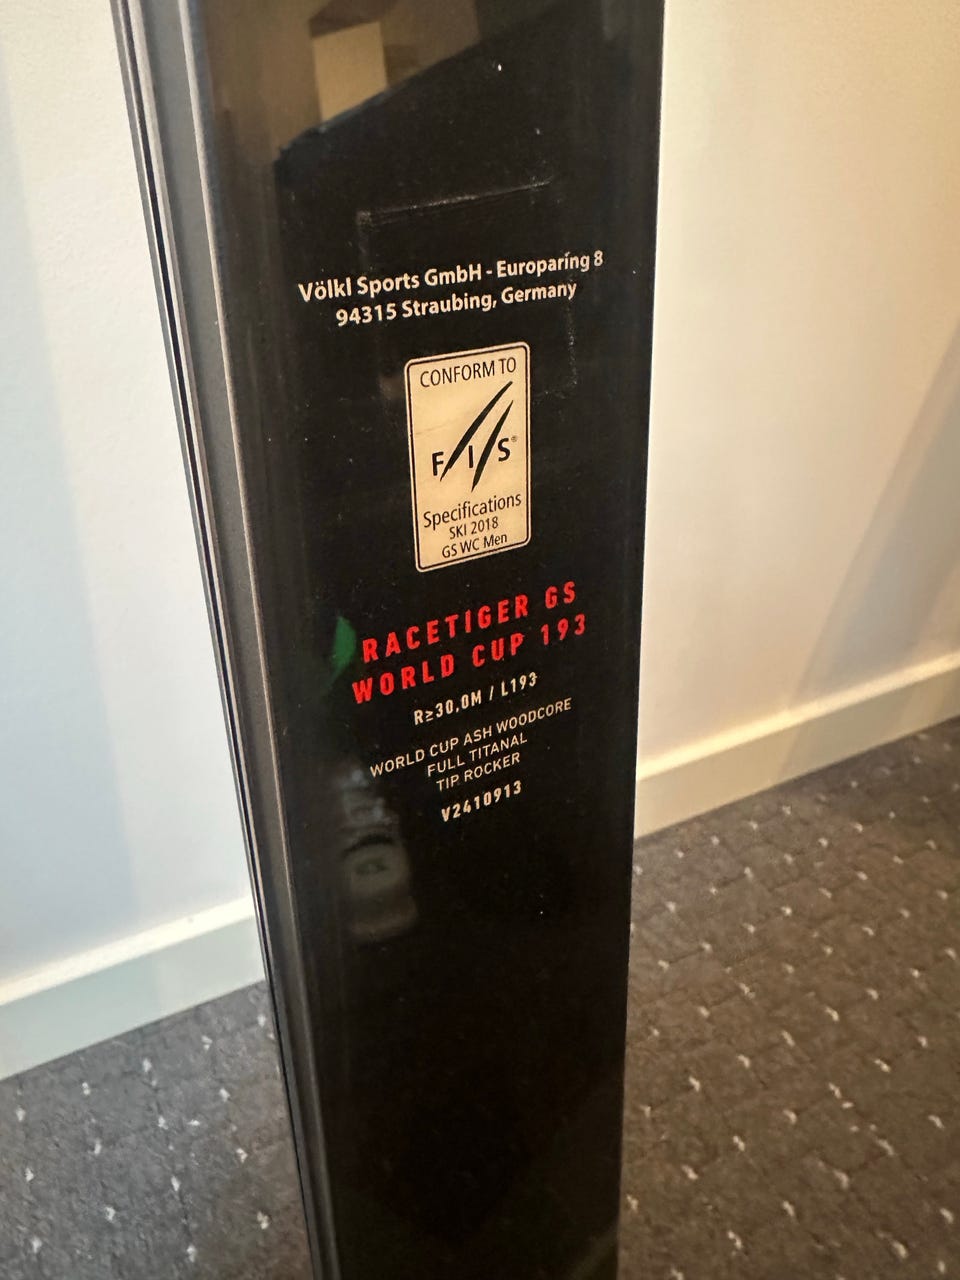 Völkl Sports GmbH - Europaring 8
94315 Straubing, Germany
CONFORM TO
FIS®
Specifications
SKI 2018
GS WC Men
RACETIGER GS
WORLD CUP 193
R≥30.0M / L193
WORLD CUP ASH WOODCORE
FULL TITANAL
TIP ROCKER
V2410913